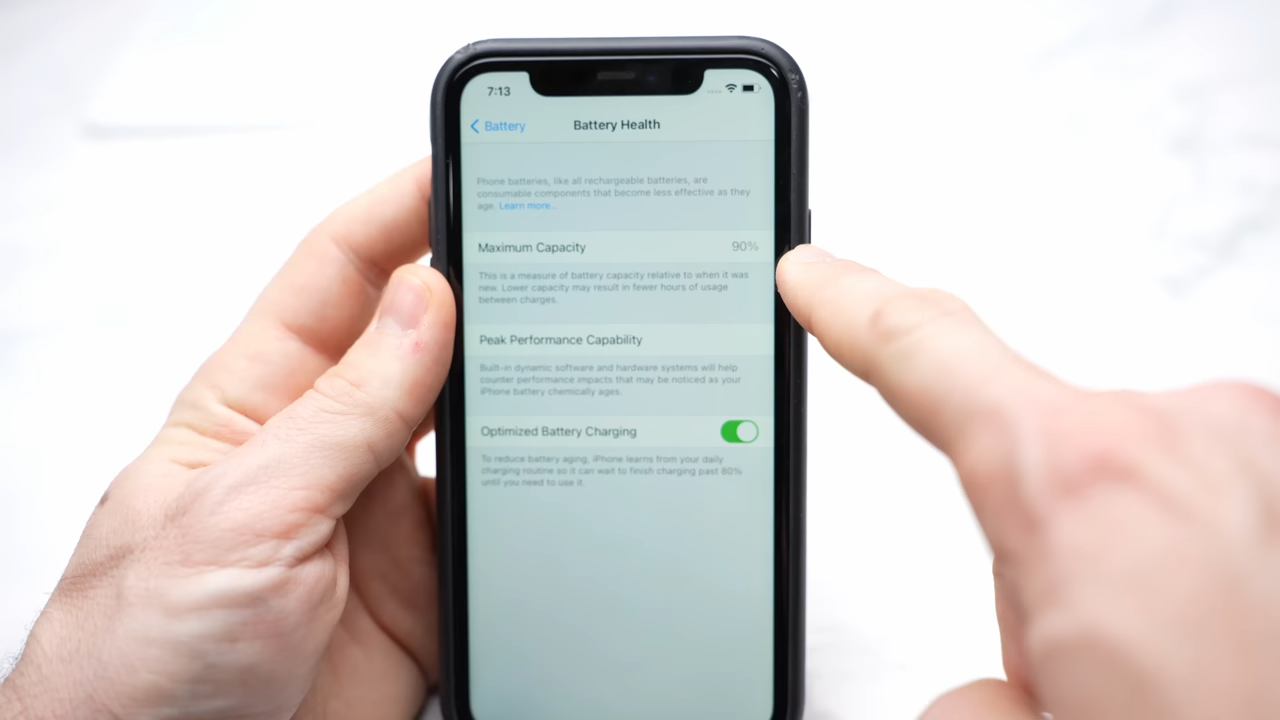 7:13
Battery
Battery Health
Phone batteries, like all rechargeable batteries, are
consumable components that become less effective as they
age. Learn more...
Maximum Capacity 90%
This is a measure of battery capacity relative to when it was
new. Lower capacity may result in fewer hours of usage
between charges.
Peak Performance Capability
Built-in dynamic software and hardware systems will help
counter performance impacts that may be noticed as your
iPhone battery chemically ages.
Optimized Battery Charging
To reduce battery aging, iPhone learns from your daily
charging routine so it can wait to finish charging past 80%
until you need to use it.